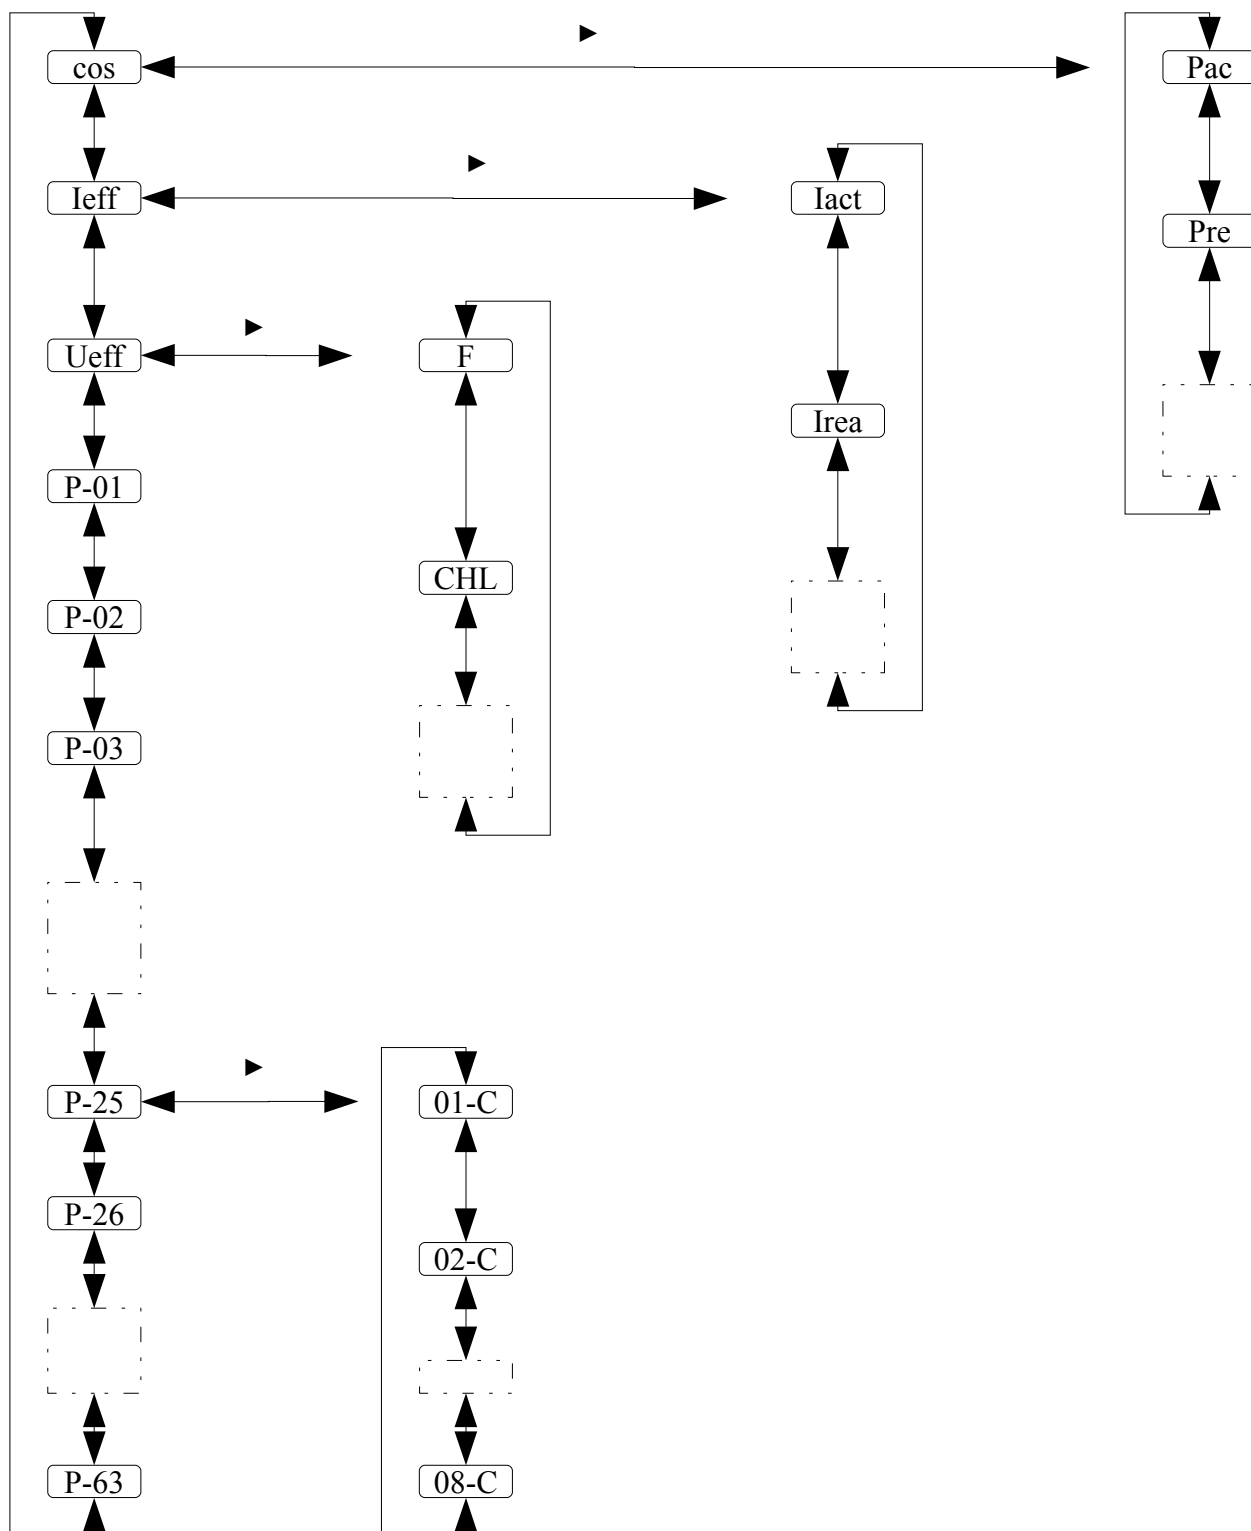 cos
Pac
Ieff
Iact
Pre
Ueff
F
Irea
P-01
CHL
P-02
P-03
P-25
01-C
P-26
02-C
P-63
08-C